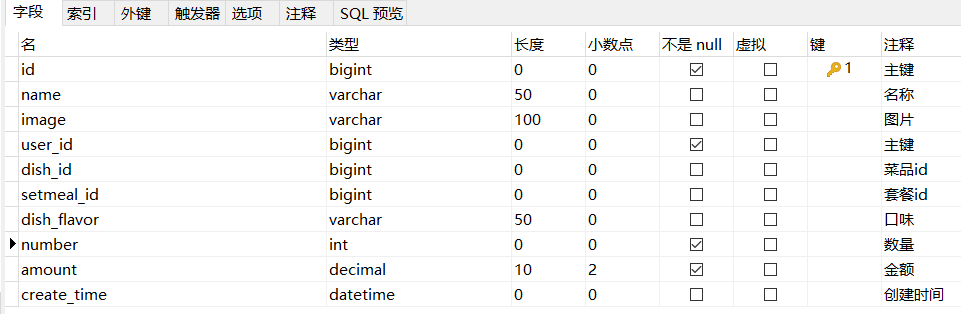 字段 索引 外键 触发器 选项 注释 SQL 预览
名 类型 长度 小数点 不是 null 虚拟 键 注释
id bigint 0 0 1 主键
name varchar 50 0 名称
image varchar 100 0 图片
user_id bigint 0 0 主键
dish_id bigint 0 0 菜品id
setmeal_id bigint 0 0 套餐id
dish_flavor varchar 50 0 口味
number int 0 0 数量
amount decimal 10 2 金额
create_time datetime 0 0 创建时间